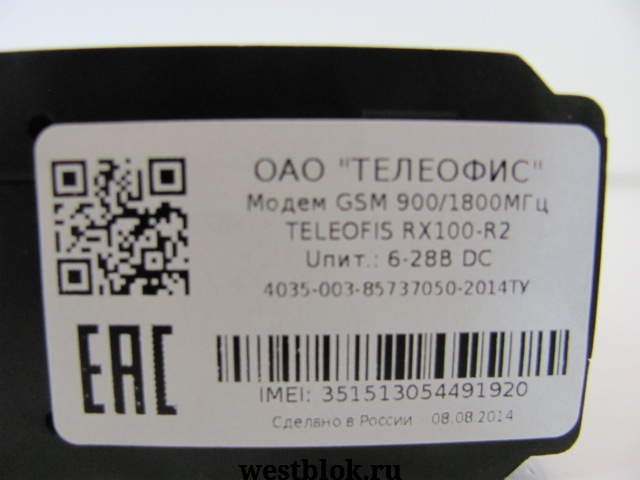 ОАО "ТЕЛЕОФИС"
Модем GSM 900/1800МГц
TELEOFIS RX100-R2
Uпит.: 6-28В DC
4035-003-85737050-2014ТУ
EAC
IMEI: 351513054491920
Сделано в России 08.08.2014
westblok.ru